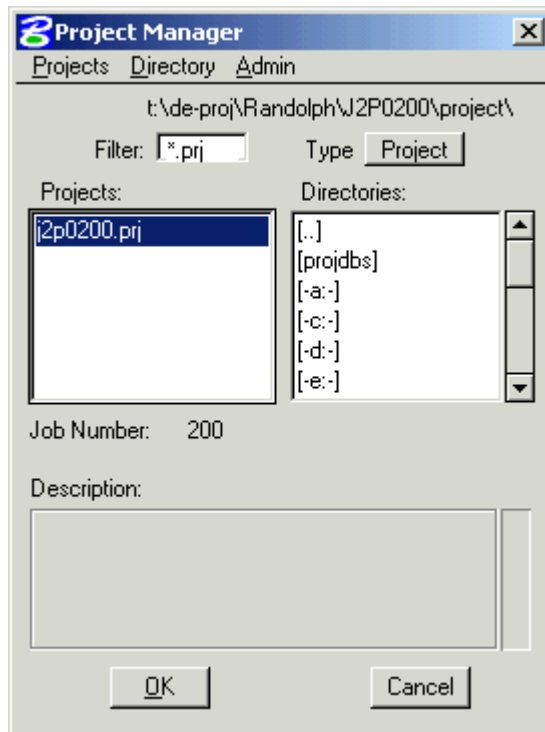 Project Manager
Projects Directory Admin
t:\de-proj\Randolph\J2P0200\project\
Filter: *.prj Type Project
Projects: Directories:
j2p0200.prj
[..]
[projdbs]
[-a:-]
[-c:-]
[-d:-]
[-e:-]
Job Number: 200
Description:
OK Cancel